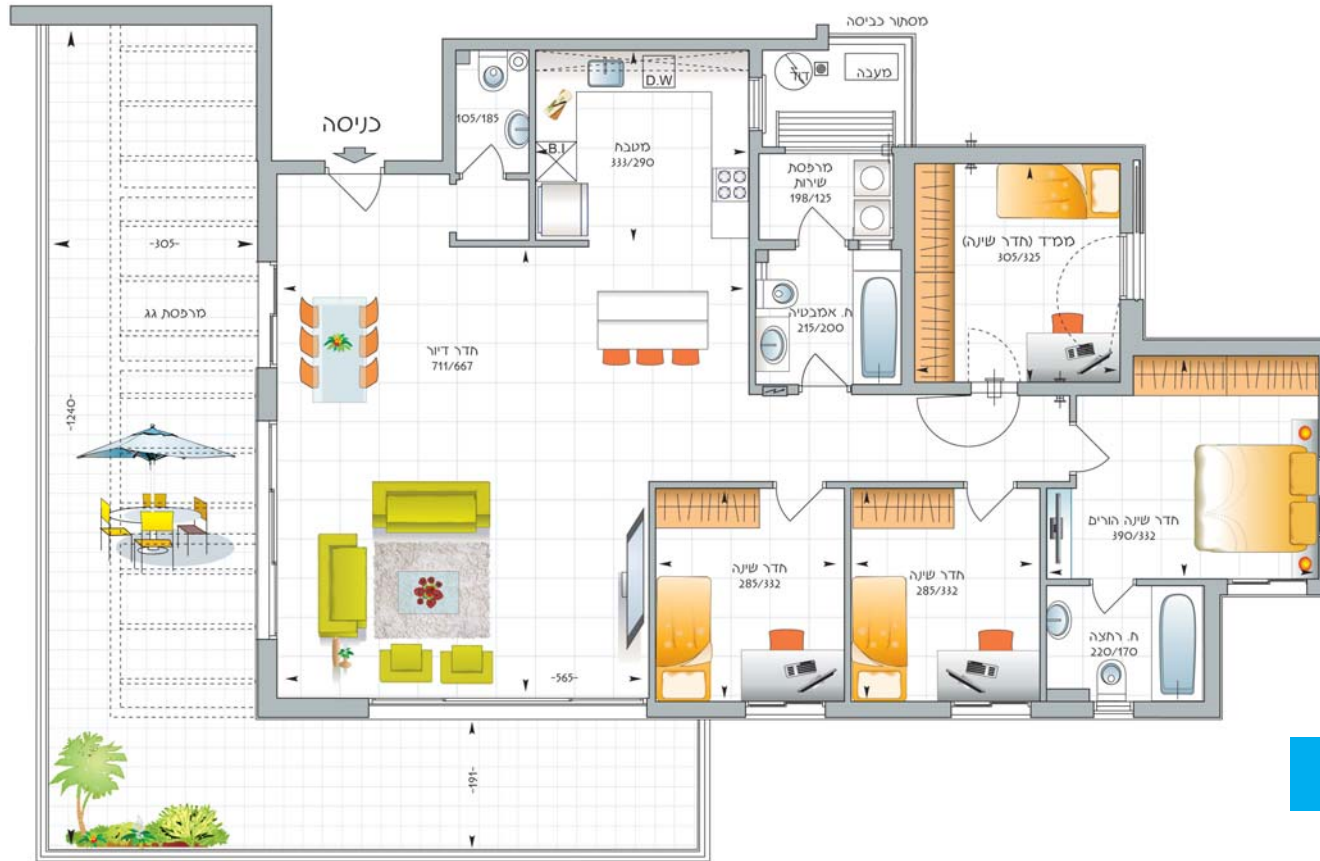 מסתור כביסה
מעבה
דוד
D.W
כניסה
105/185
B.I
מטבח
333/290
מרפסת
שירות
198/125
ממ״ד (חדר שינה)
305/325
-305-
מרפסת גג
ח. אמבטיה
215/200
חדר דיור
711/667
-1240-
חדר שינה הורים
390/332
חדר שינה
285/332
חדר שינה
285/332
ח. רחצה
220/170
-565-
-191-